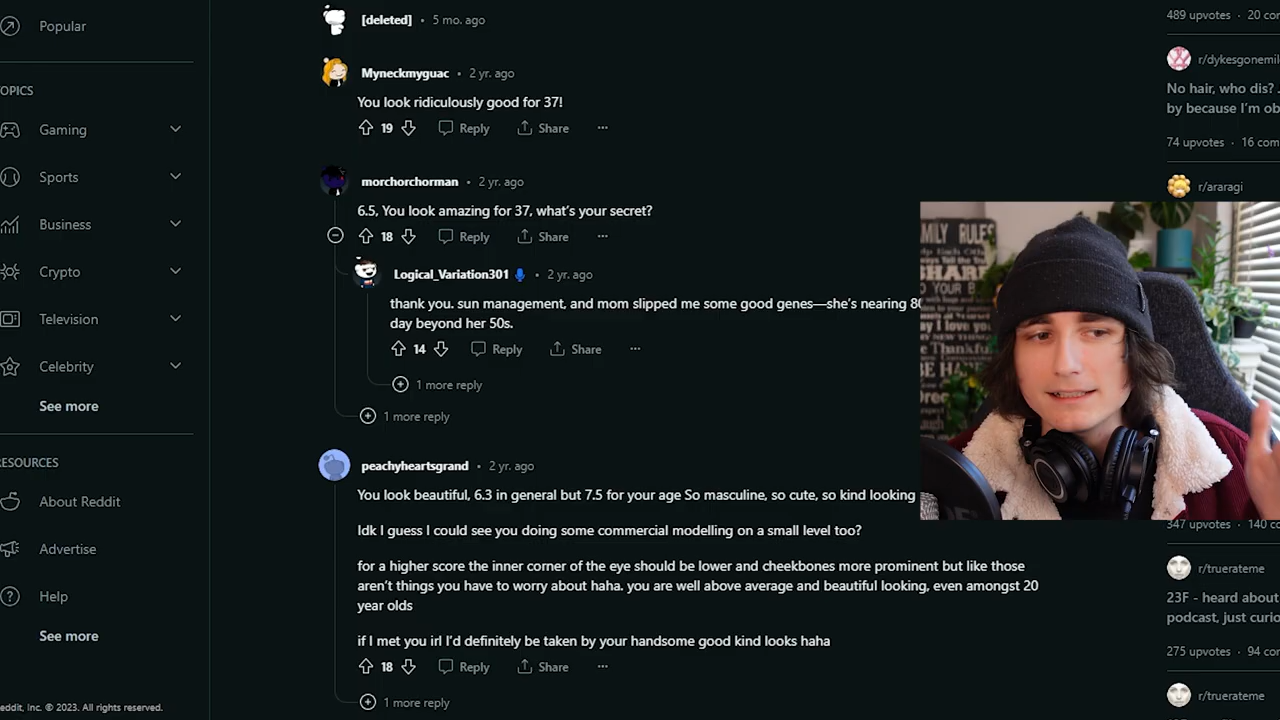 Popular
OPICS
Gaming
Sports
Business
Crypto
Television
Celebrity
See more
ESOURCES
About Reddit
Advertise
Help
See more
eddit, Inc. © 2023. All rights reserved.
[deleted] • 5 mo. ago
Myneckmyguac • 2 yr. ago
You look ridiculously good for 37!
19 Reply Share ...
morchorchorman • 2 yr. ago
6.5, You look amazing for 37, what's your secret?
18 Reply Share ...
Logical_Variation301 • 2 yr. ago
thank you. sun management, and mom slipped me some good genes—she's nearing 80
day beyond her 50s.
14 Reply Share ...
1 more reply
1 more reply
peachyheartsgrand • 2 yr. ago
You look beautiful, 6.3 in general but 7.5 for your age So masculine, so cute, so kind looking
Idk I guess I could see you doing some commercial modelling on a small level too?
for a higher score the inner corner of the eye should be lower and cheekbones more prominent but like those
aren't things you have to worry about haha. you are well above average and beautiful looking, even amongst 20
year olds
if I met you irl I'd definitely be taken by your handsome good kind looks haha
18 Reply Share ...
1 more reply
489 upvotes · 20 con
r/dykesgonemil
No hair, who dis?
by because I'm ob
74 upvotes · 16 com
r/araragi
MILY RULES
SHARE
347 upvotes · 140 c
r/truerateme
23F - heard about
podcast, just curio
275 upvotes · 94 con
r/truerateme